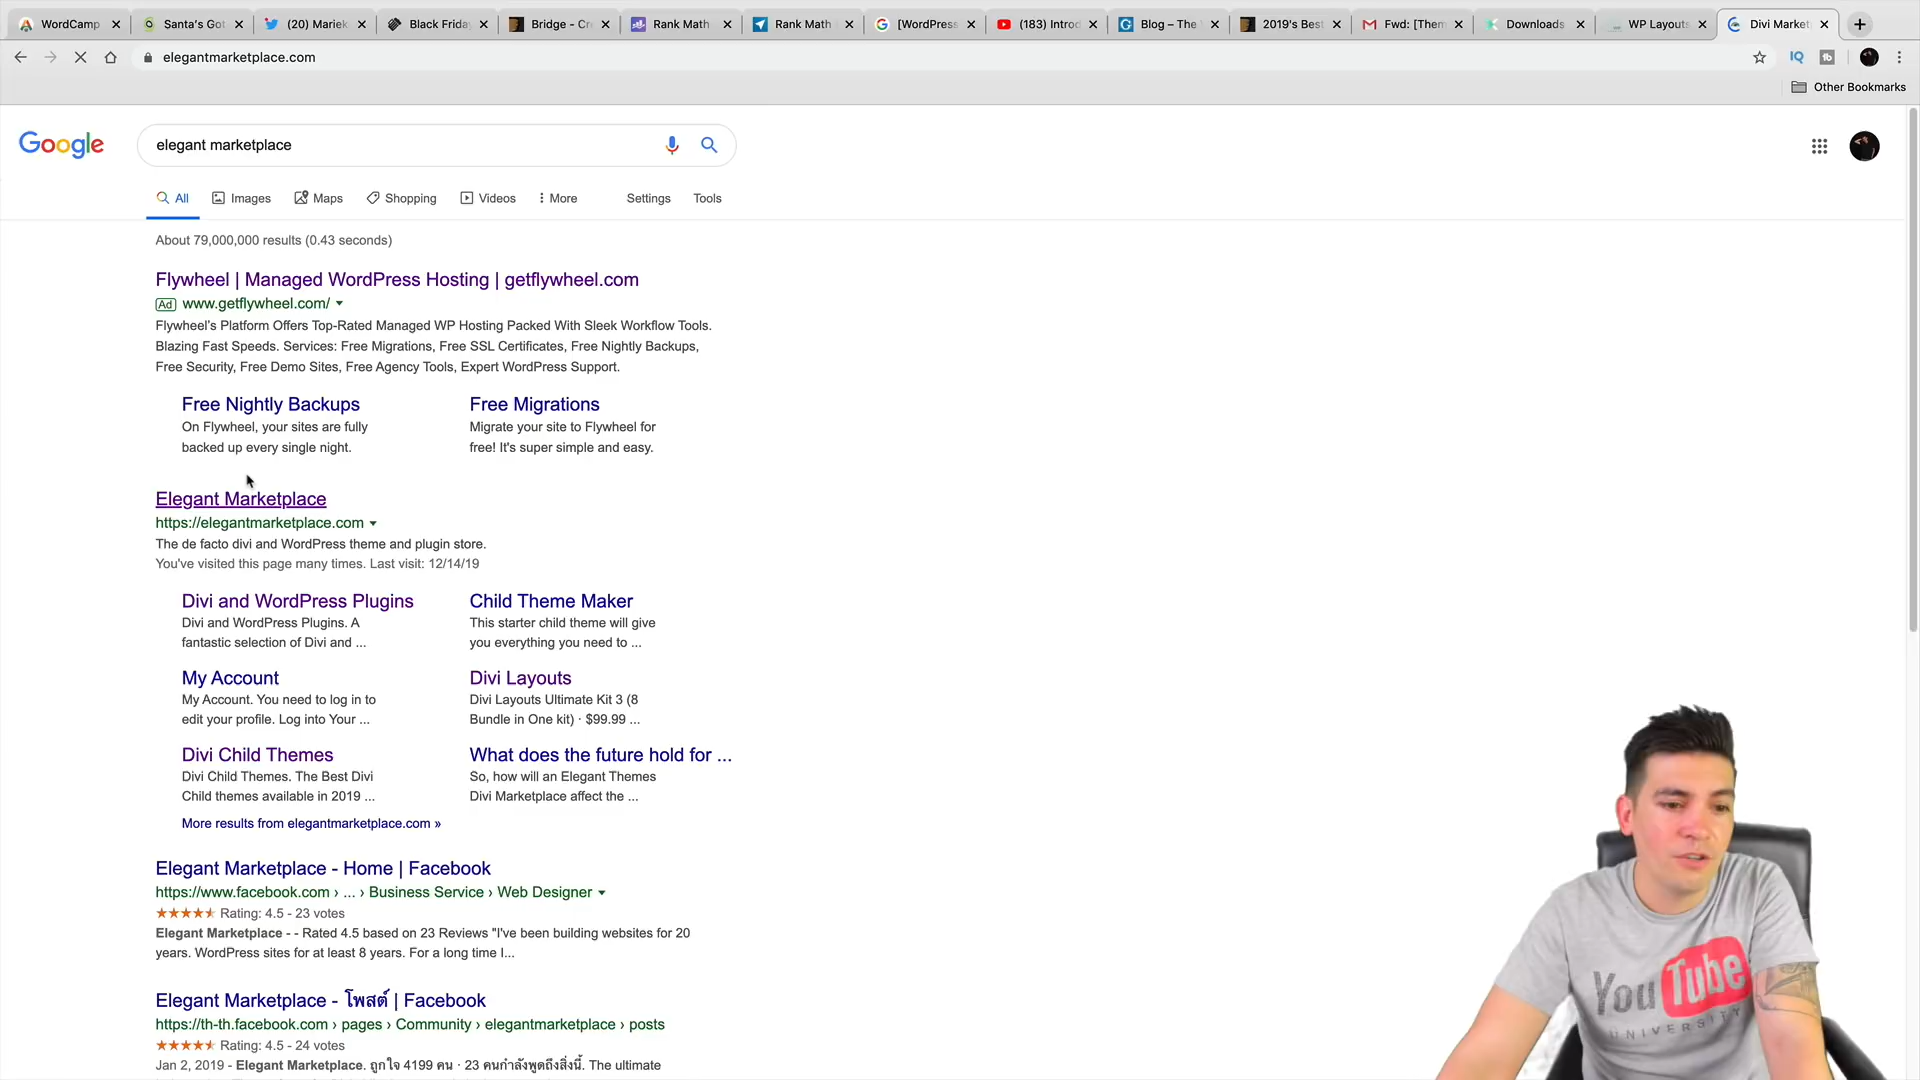 WordCamp
Santa's Got
(20) Mariek
Black Frida
Bridge - Cre
Rank Math
Rank Math
[WordPress
(183) Introd
Blog – The
2019's Best
Fwd: [Them
Downloads
WP Layouts
Divi Market
elegantmarketplace.com
IQ
Other Bookmarks
Google
elegant marketplace
All
Images
Maps
Shopping
Videos
More
Settings
Tools
About 79,000,000 results (0.43 seconds)
Flywheel | Managed WordPress Hosting | getflywheel.com
Ad www.getflywheel.com/
Flywheel's Platform Offers Top-Rated Managed WP Hosting Packed With Sleek Workflow Tools.
Blazing Fast Speeds. Services: Free Migrations, Free SSL Certificates, Free Nightly Backups,
Free Security, Free Demo Sites, Free Agency Tools, Expert WordPress Support.
Free Nightly Backups
On Flywheel, your sites are fully
backed up every single night.
Free Migrations
Migrate your site to Flywheel for
free! It's super simple and easy.
Elegant Marketplace
https://elegantmarketplace.com
The de facto divi and WordPress theme and plugin store.
You've visited this page many times. Last visit: 12/14/19
Divi and WordPress Plugins
Divi and WordPress Plugins. A
fantastic selection of Divi and ...
Child Theme Maker
This starter child theme will give
you everything you need to ...
My Account
My Account. You need to log in to
edit your profile. Log into Your ...
Divi Layouts
Divi Layouts Ultimate Kit 3 (8
Bundle in One kit) · $99.99 ...
Divi Child Themes
Divi Child Themes. The Best Divi
Child themes available in 2019 ...
What does the future hold for ...
So, how will an Elegant Themes
Divi Marketplace affect the ...
More results from elegantmarketplace.com »
Elegant Marketplace - Home | Facebook
https://www.facebook.com › ... › Business Service › Web Designer
Rating: 4.5 - 23 votes
Elegant Marketplace - - Rated 4.5 based on 23 Reviews "I've been building websites for 20
years. WordPress sites for at least 8 years. For a long time I...
Elegant Marketplace - โพสต์ | Facebook
https://th-th.facebook.com › pages › Community › elegantmarketplace › posts
Rating: 4.5 - 24 votes
Jan 2, 2019 - Elegant Marketplace. ถูกใจ 4199 คน · 23 คนกำลังพูดถึงสิ่งนี้. The ultimate
YouTube
UNIVERSITY